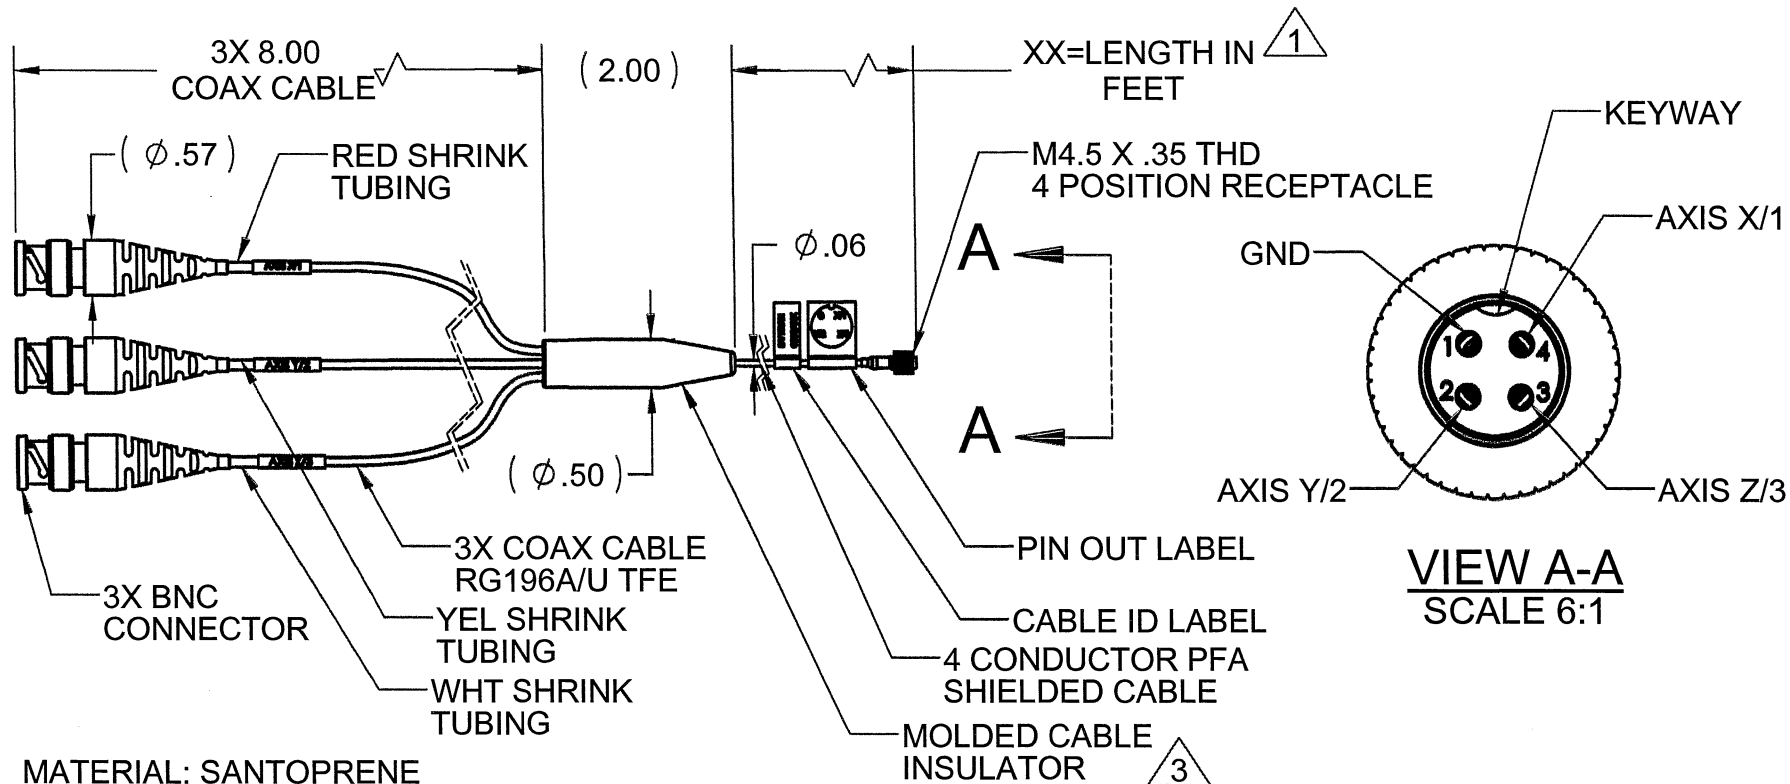 3X 8.00
COAX CABLE
(2.00)
XX=LENGTH IN
FEET
1
(Ø.57)
RED SHRINK
TUBING
M4.5 X .35 THD
4 POSITION RECEPTACLE
KEYWAY
AXIS X/1
GND
Ø.06
A
A
1
4
2
3
AXIS Y/2
AXIS Z/3
AXIS Y/2
(Ø.50)
3X COAX CABLE
RG196A/U TFE
PIN OUT LABEL
VIEW A-A
SCALE 6:1
3X BNC
CONNECTOR
YEL SHRINK
TUBING
CABLE ID LABEL
4 CONDUCTOR PFA
SHIELDED CABLE
WHT SHRINK
TUBING
MOLDED CABLE
INSULATOR
3
MATERIAL: SANTOPRENE